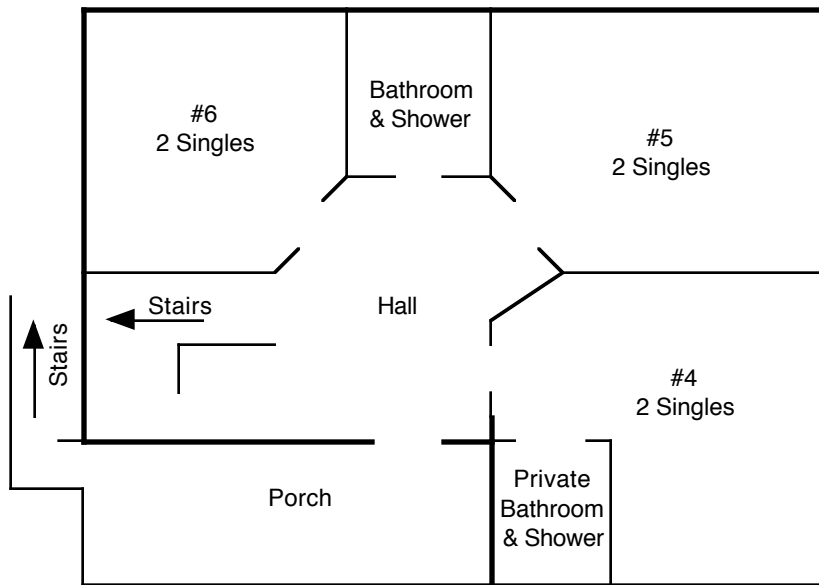 Bathroom
& Shower
#6
2 Singles
#5
2 Singles
Stairs
Hall
Stairs
#4
2 Singles
Porch
Private
Bathroom
& Shower